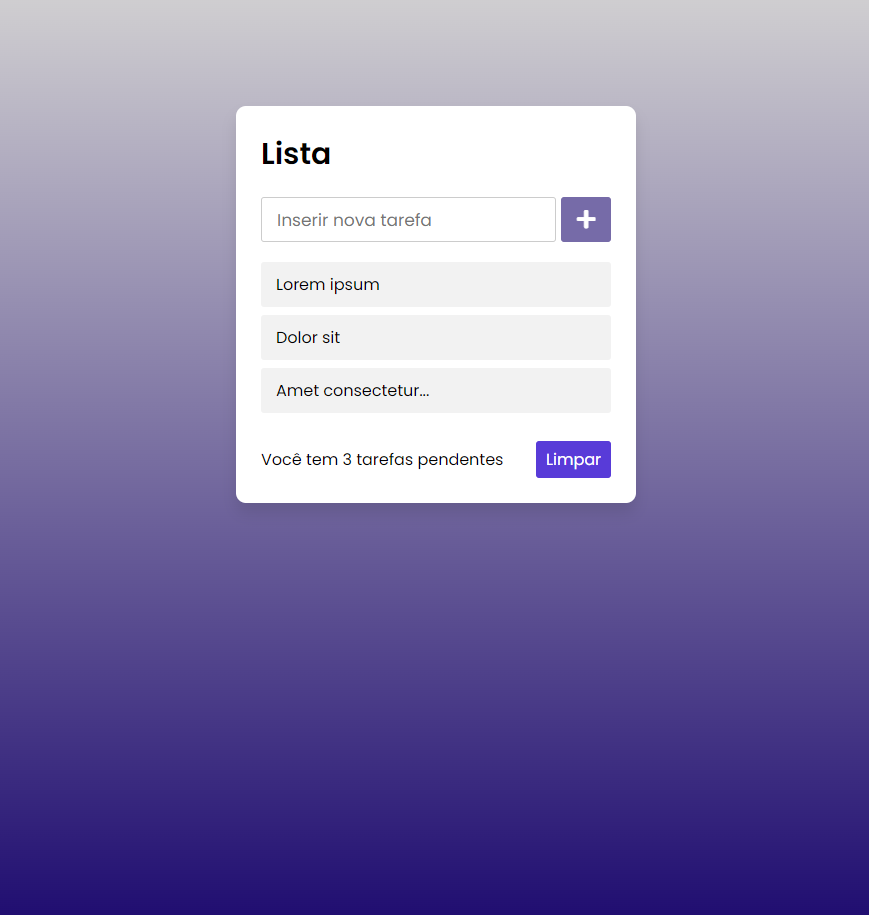 Lista
Inserir nova tarefa
Lorem ipsum
Dolor sit
Amet consectetur...
Você tem 3 tarefas pendentes
Limpar